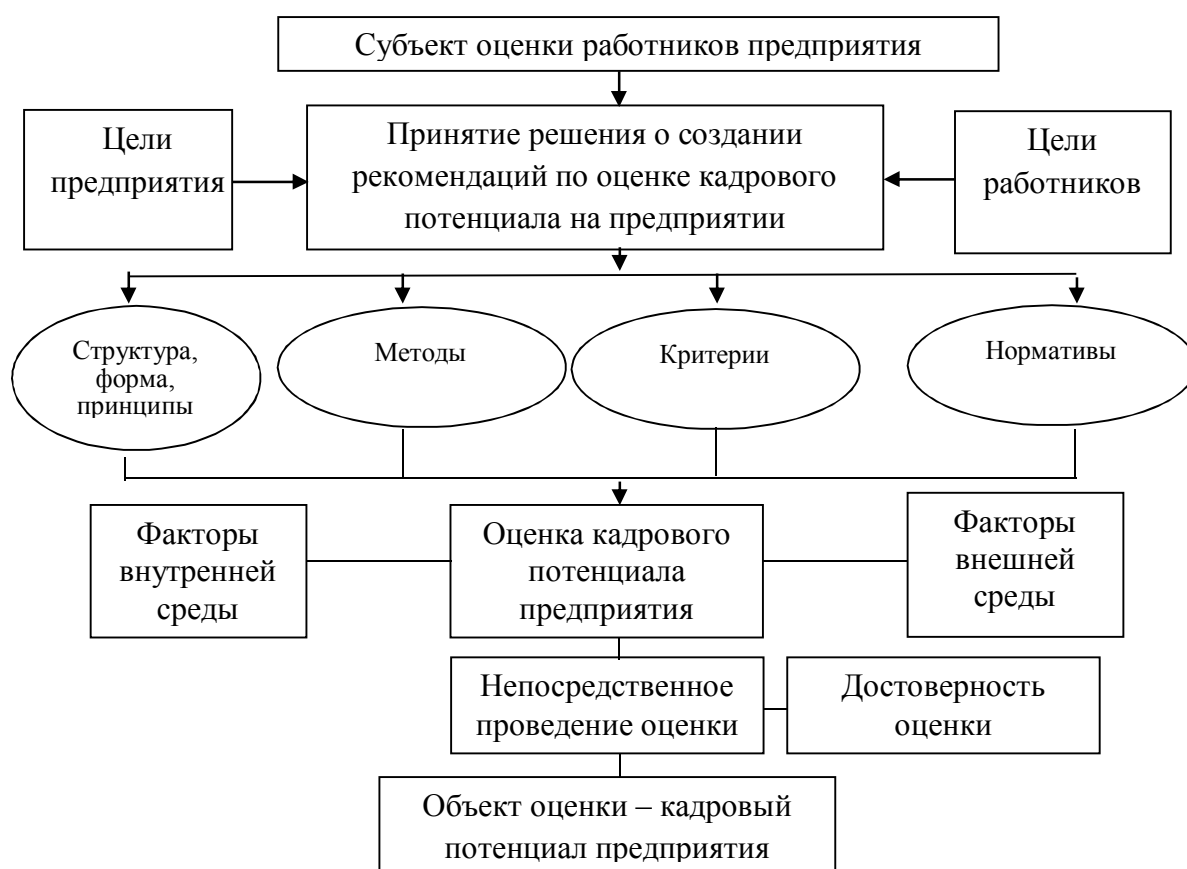 Субъект оценки работников предприятия
Цели
предприятия
Принятие решения о создании
рекомендаций по оценке кадрового
потенциала на предприятии
Цели
работников
Структура,
форма,
принципы
Методы
Критерии
Нормативы
Факторы
внутренней
среды
Оценка кадрового
потенциала
предприятия
Факторы
внешней
среды
Непосредственное
проведение оценки
Достоверность
оценки
Объект оценки – кадровый
потенциал предприятия